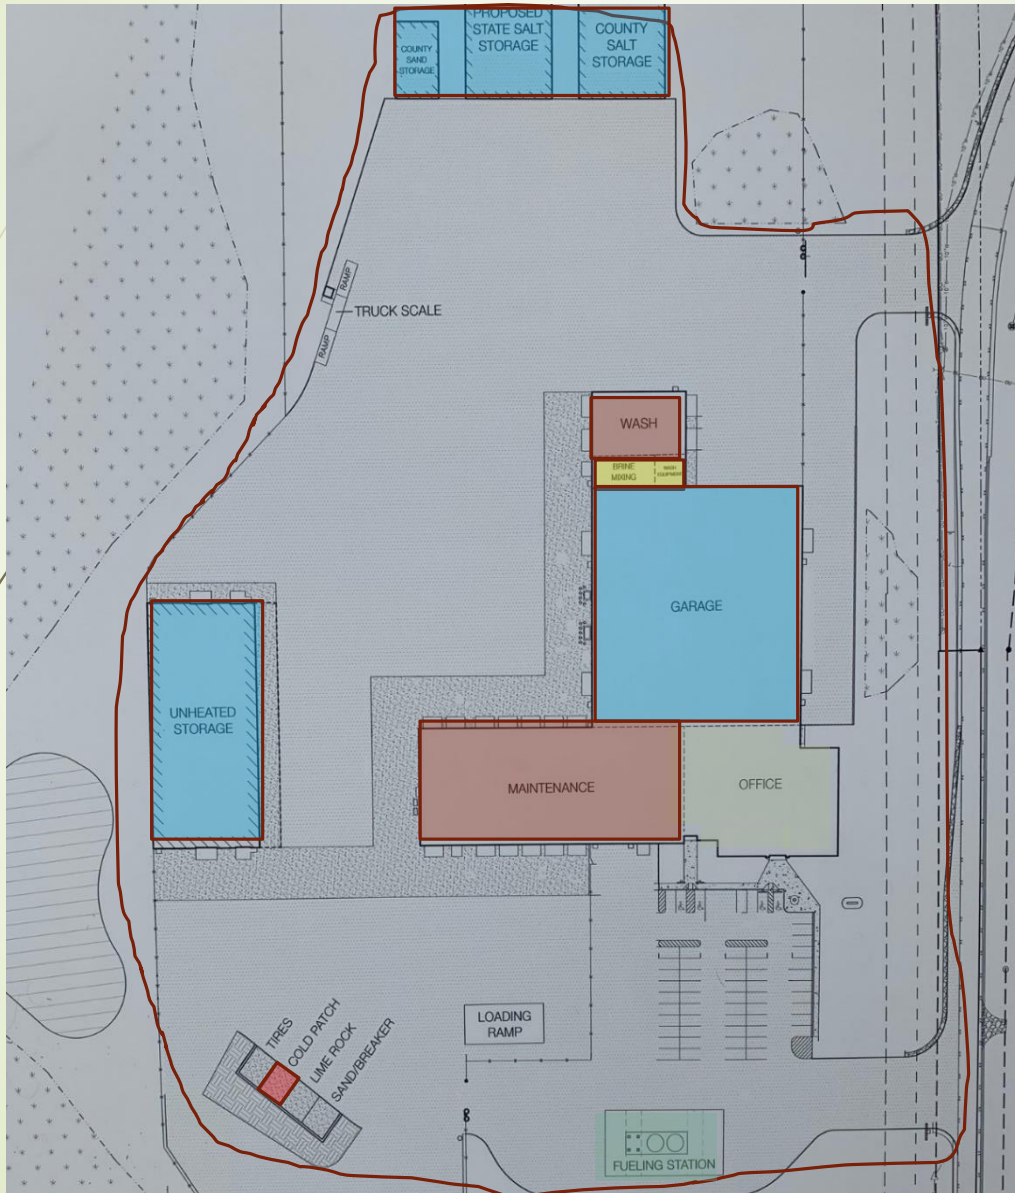 PROPOSED
STATE SALT
STORAGE
COUNTY
SALT
STORAGE
COUNTY
SAND
STORAGE
RAMP
TRUCK SCALE
RAMP
WASH
BRINE
MIXING
WASH
EQUIPMENT
GARAGE
UNHEATED
STORAGE
MAINTENANCE
OFFICE
LOADING
RAMP
TIRES
COLD PATCH
LIME ROCK
SAND/BREAKER
FUELING STATION